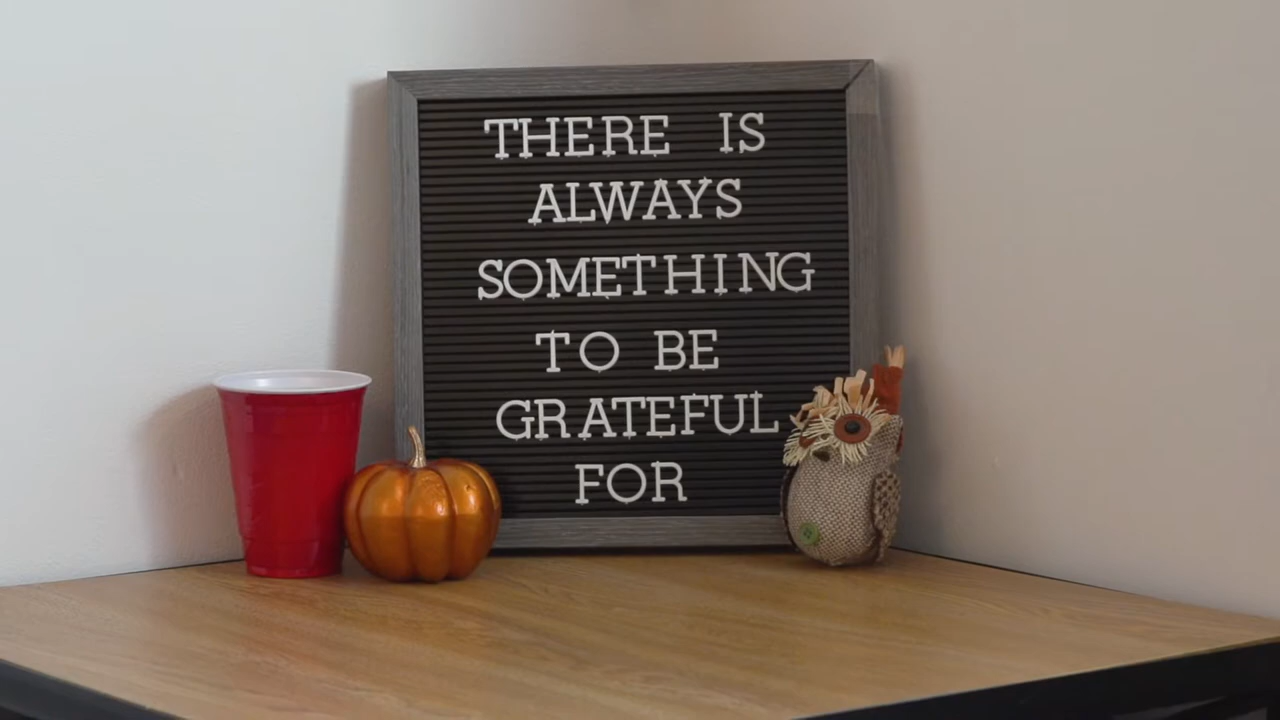 THERE IS
ALWAYS
SOMETHING
TO BE
GRATEFUL
FOR